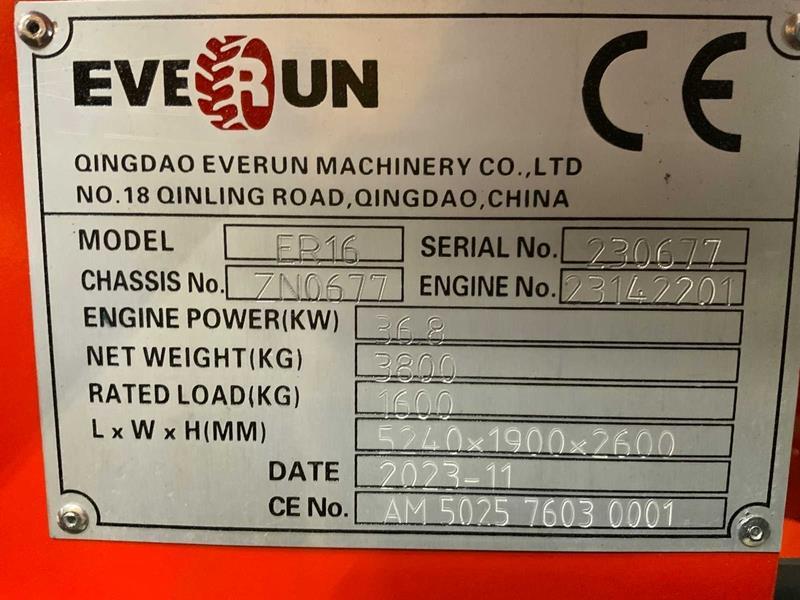 EVERUN CE
QINGDAO EVERUN MACHINERY CO.,LTD
NO.18 QINLING ROAD,QINGDAO,CHINA
MODEL ER16 SERIAL No. 230677
CHASSIS No. ZN0677 ENGINE No. 23142201
ENGINE POWER(KW) 36.8
NET WEIGHT(KG) 3800
RATED LOAD(KG) 1600
L x W x H(MM) 5240×1900×2600
DATE 2023-11
CE No. AM 5025 7603 0001